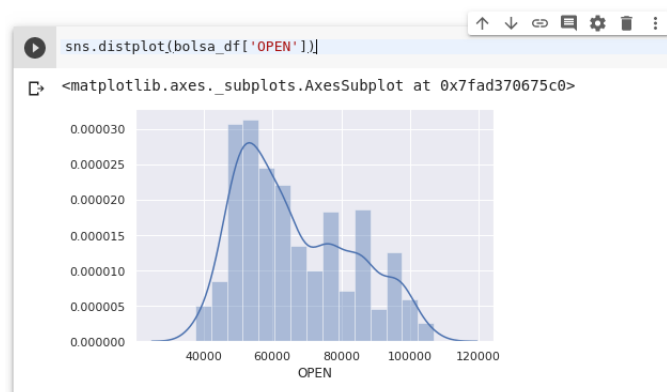 sns.distplot(bolsa_df['OPEN'])
<matplotlib.axes._subplots.AxesSubplot at 0x7fad370675c0>
0.000030
0.000025
0.000020
0.000015
0.000010
0.000005
0.000000
40000 60000 80000 100000 120000
OPEN